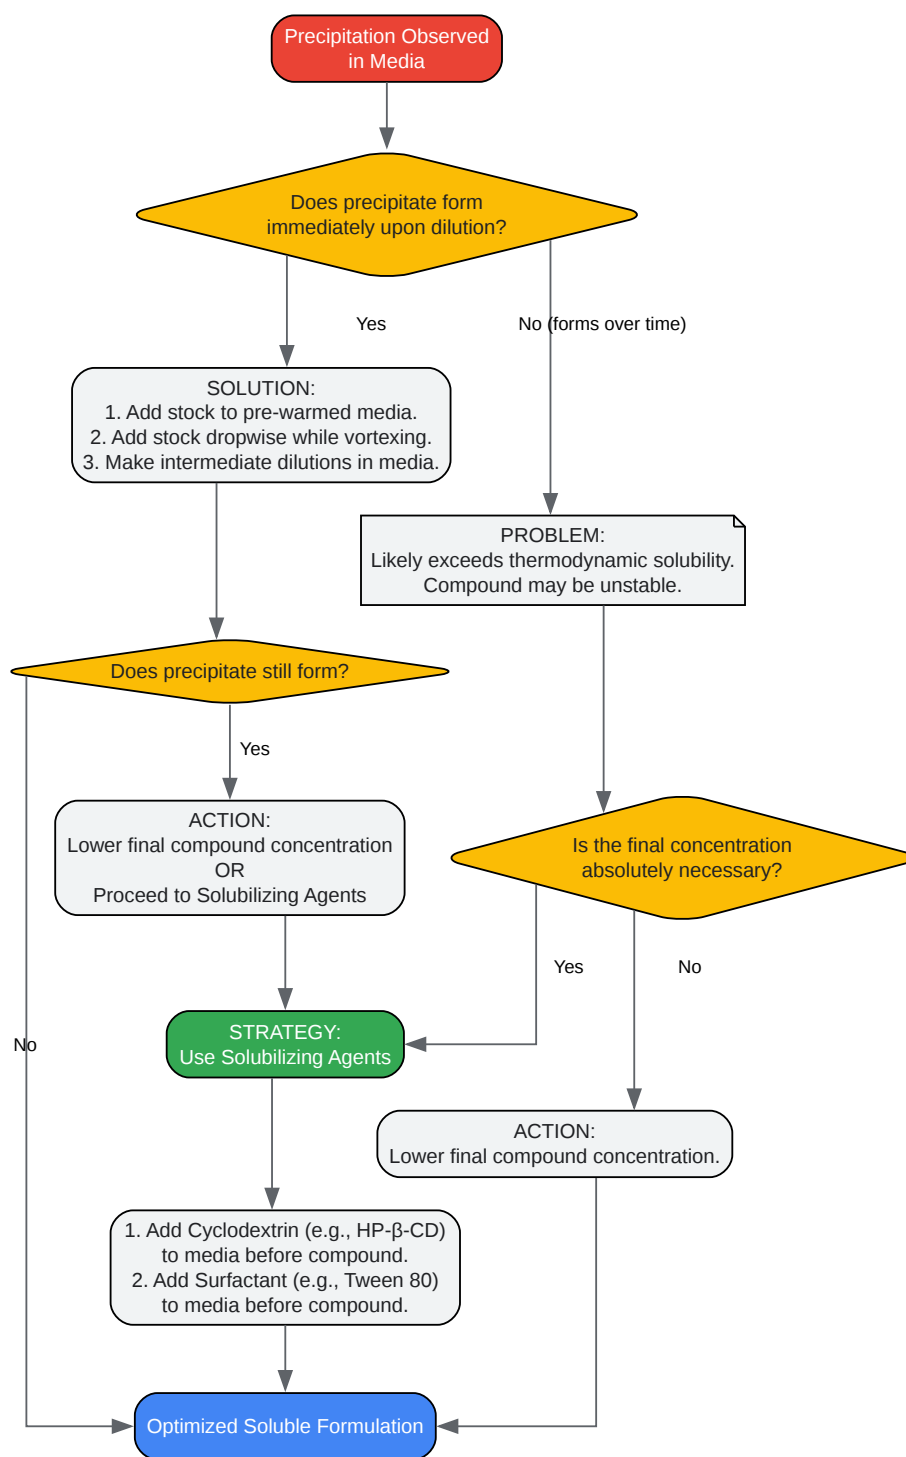 Precipitation Observed
in Media
Does precipitate form
immediately upon dilution?
Yes
No (forms over time)
SOLUTION:
1. Add stock to pre-warmed media.
2. Add stock dropwise while vortexing.
3. Make intermediate dilutions in media.
PROBLEM:
Likely exceeds thermodynamic solubility.
Compound may be unstable.
Does precipitate still form?
Yes
ACTION:
Lower final compound concentration
OR
Proceed to Solubilizing Agents
Is the final concentration
absolutely necessary?
Yes
No
No
STRATEGY:
Use Solubilizing Agents
ACTION:
Lower final compound concentration.
1. Add Cyclodextrin (e.g., HP-β-CD)
to media before compound.
2. Add Surfactant (e.g., Tween 80)
to media before compound.
Optimized Soluble Formulation